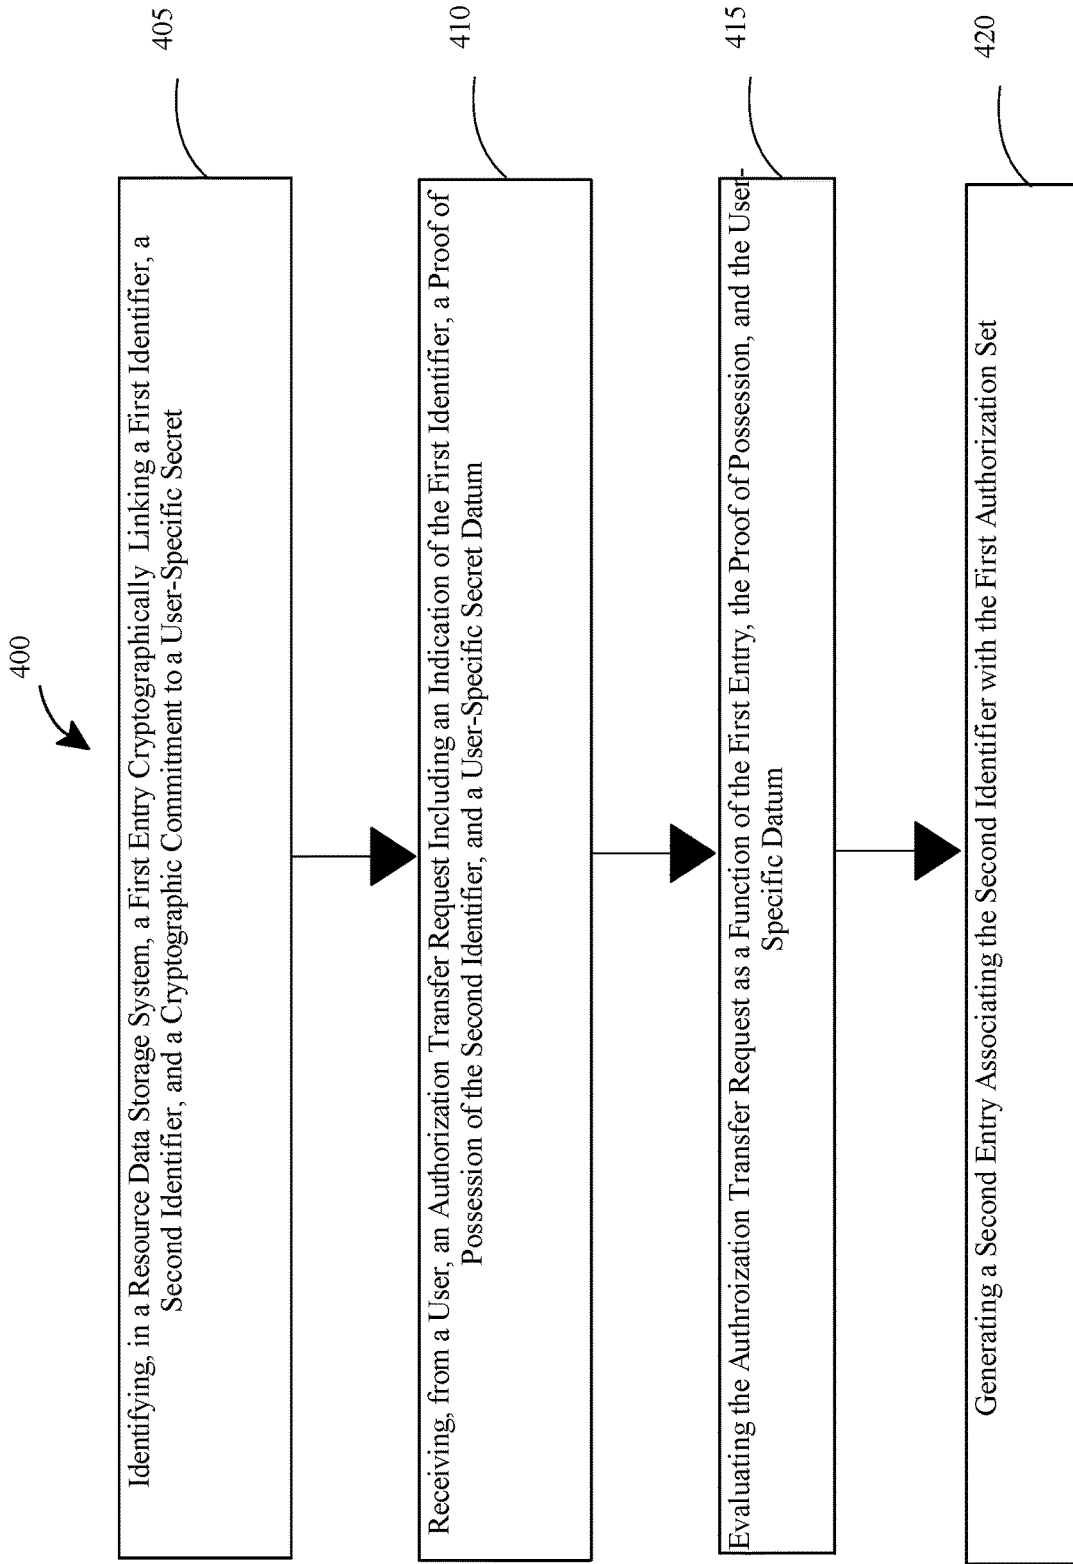 400
Identifying, in a Resource Data Storage System, a First Entry Cryptographically Linking a First Identifier, a
Second Identifier, and a Cryptographic Commitment to a User-Specific Secret
405
Receiving, from a User, an Authorization Transfer Request Including an Indication of the First Identifier, a Proof of
Possession of the Second Identifier, and a User-Specific Secret Datum
410
Evaluating the Authroization Transfer Request as a Function of the First Entry, the Proof of Possession, and the User-
Specific Datum
415
Generating a Second Entry Associating the Second Identifier with the First Authorization Set
420